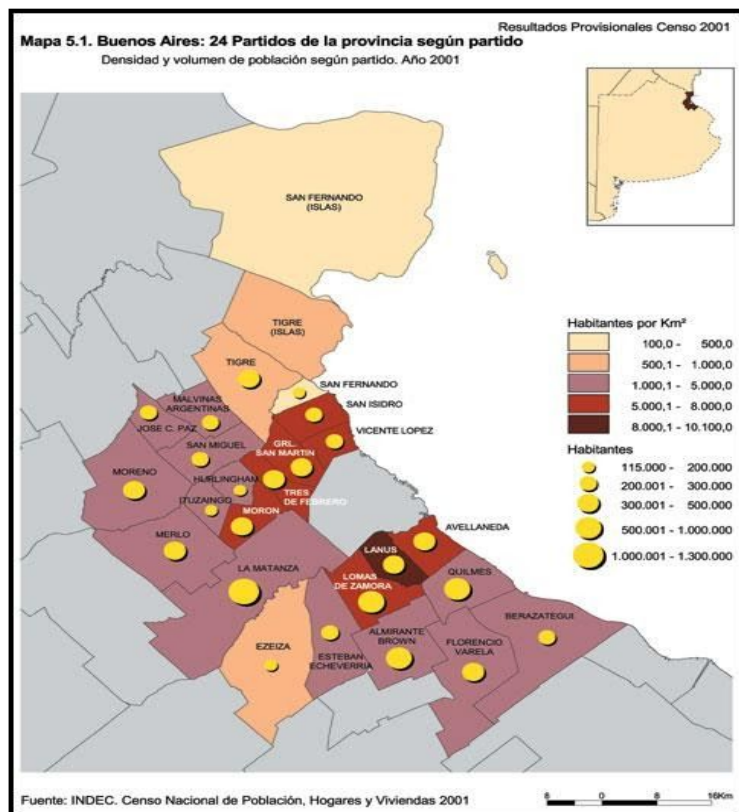 Resultados Provisionales Censo 2001
Mapa 5.1. Buenos Aires: 24 Partidos de la provincia según partido
Densidad y volumen de población según partido. Año 2001
SAN FERNANDO
(ISLAS)
TIGRE
(ISLAS)
TIGRE
SAN FERNANDO
SAN ISIDRO
VICENTE LOPEZ
MALVINAS
ARGENTINAS
JOSE C. PAZ
SAN MIGUEL
GRL.
SAN MARTIN
MORENO
HURLINGHAM
ITUZAINGO
TRES
DE FEBRERO
MORON
MERLO
LA MATANZA
AVELLANEDA
LANUS
LOMAS
DE ZAMORA
QUILMES
BERAZATEGUI
EZEIZA
ESTEBAN
ECHEVERRIA
ALMIRANTE
BROWN
FLORENCIO
VARELA
Habitantes por Km²
100,0 - 500,0
500,1 - 1.000,0
1.000,1 - 5.000,0
5.000,1 - 8.000,0
8.000,1 - 10.100,0
Habitantes
115.000 - 200.000
200.001 - 300.000
300.001 - 500.000
500.001 - 1.000.000
1.000.001 - 1.300.000
Fuente: INDEC. Censo Nacional de Población, Hogares y Viviendas 2001
8 0 8 16Km